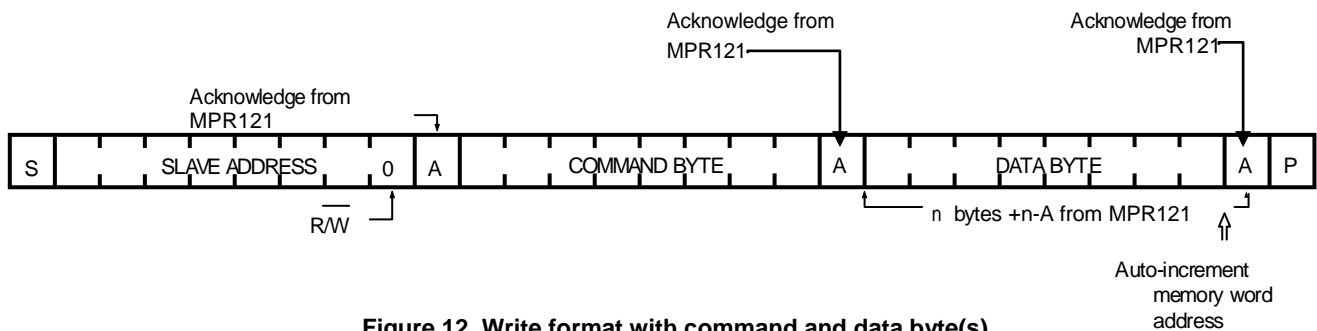 Acknowledge from
MPR121
Acknowledge from
MPR121
Acknowledge from
MPR121
S SLAVE ADDRESS 0 A COMMAND BYTE A DATA BYTE A P
R/W
n bytes +n-A from MPR121
Auto-increment
memory word
address
Figure 12. Write format with command and data byte(s)